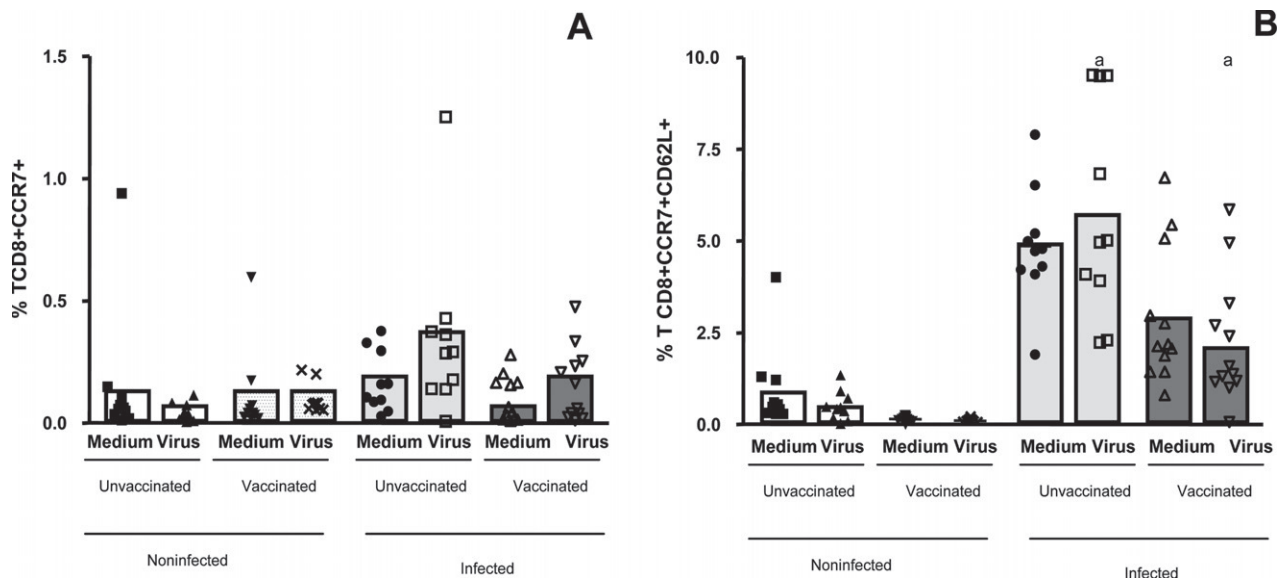 A
1.5
1.0
0.5
0.0
% TCD8+CCR7+
Medium Virus Medium Virus Medium Virus Medium Virus
Unvaccinated Vaccinated Unvaccinated Vaccinated
Noninfected Infected
B
10.0
7.5
5.0
2.5
0.0
% T CD8+CCR7+CD62L+
a a
Medium Virus Medium Virus Medium Virus Medium Virus
Unvaccinated Vaccinated Unvaccinated Vaccinated
Noninfected Infected